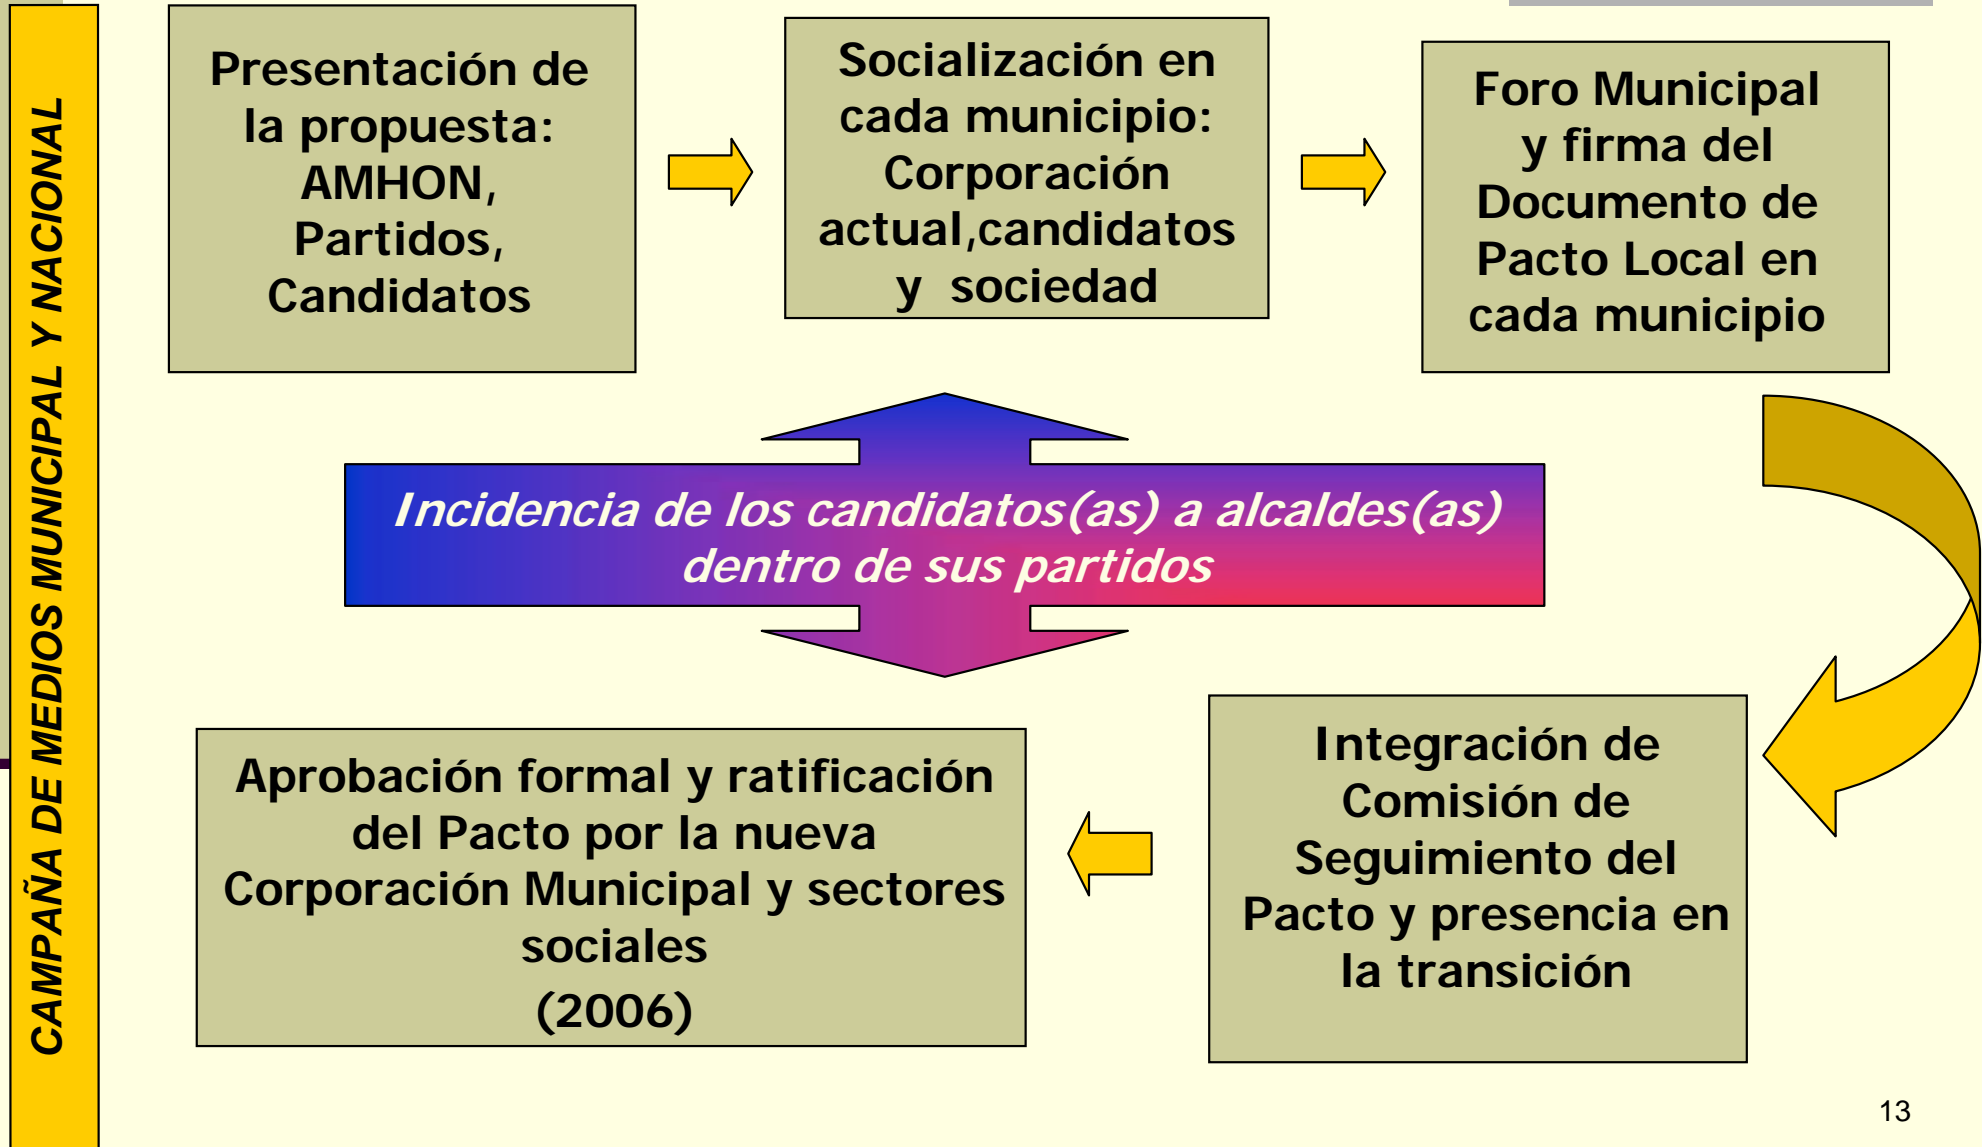 CAMPAÑA DE MEDIOS MUNICIPAL Y NACIONAL
Presentación de
la propuesta:
AMHON,
Partidos,
Candidatos
Socialización en
cada municipio:
Corporación
actual,candidatos
y sociedad
Foro Municipal
y firma del
Documento de
Pacto Local en
cada municipio
Incidencia de los candidatos(as) a alcaldes(as)
dentro de sus partidos
Integración de
Comisión de
Seguimiento del
Pacto y presencia en
la transición
Aprobación formal y ratificación
del Pacto por la nueva
Corporación Municipal y sectores
sociales
(2006)
13